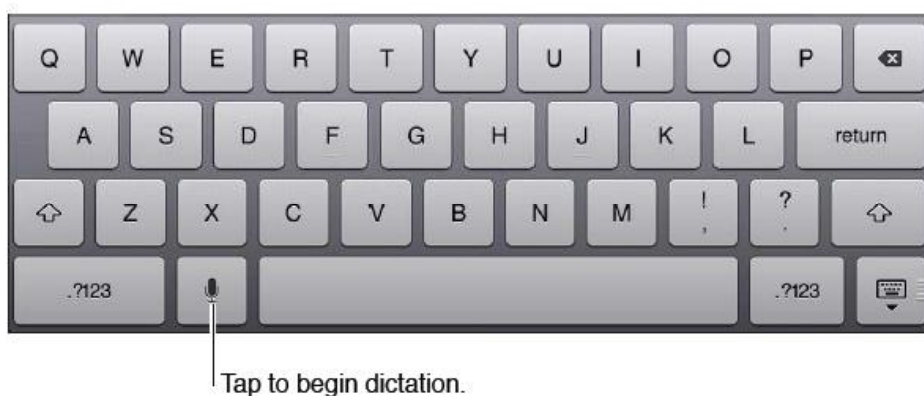 Q W E R T Y U I O P
A S D F G H J K L return
Z X C V B N M ! , ? .
.?123 .?123
Tap to begin dictation.